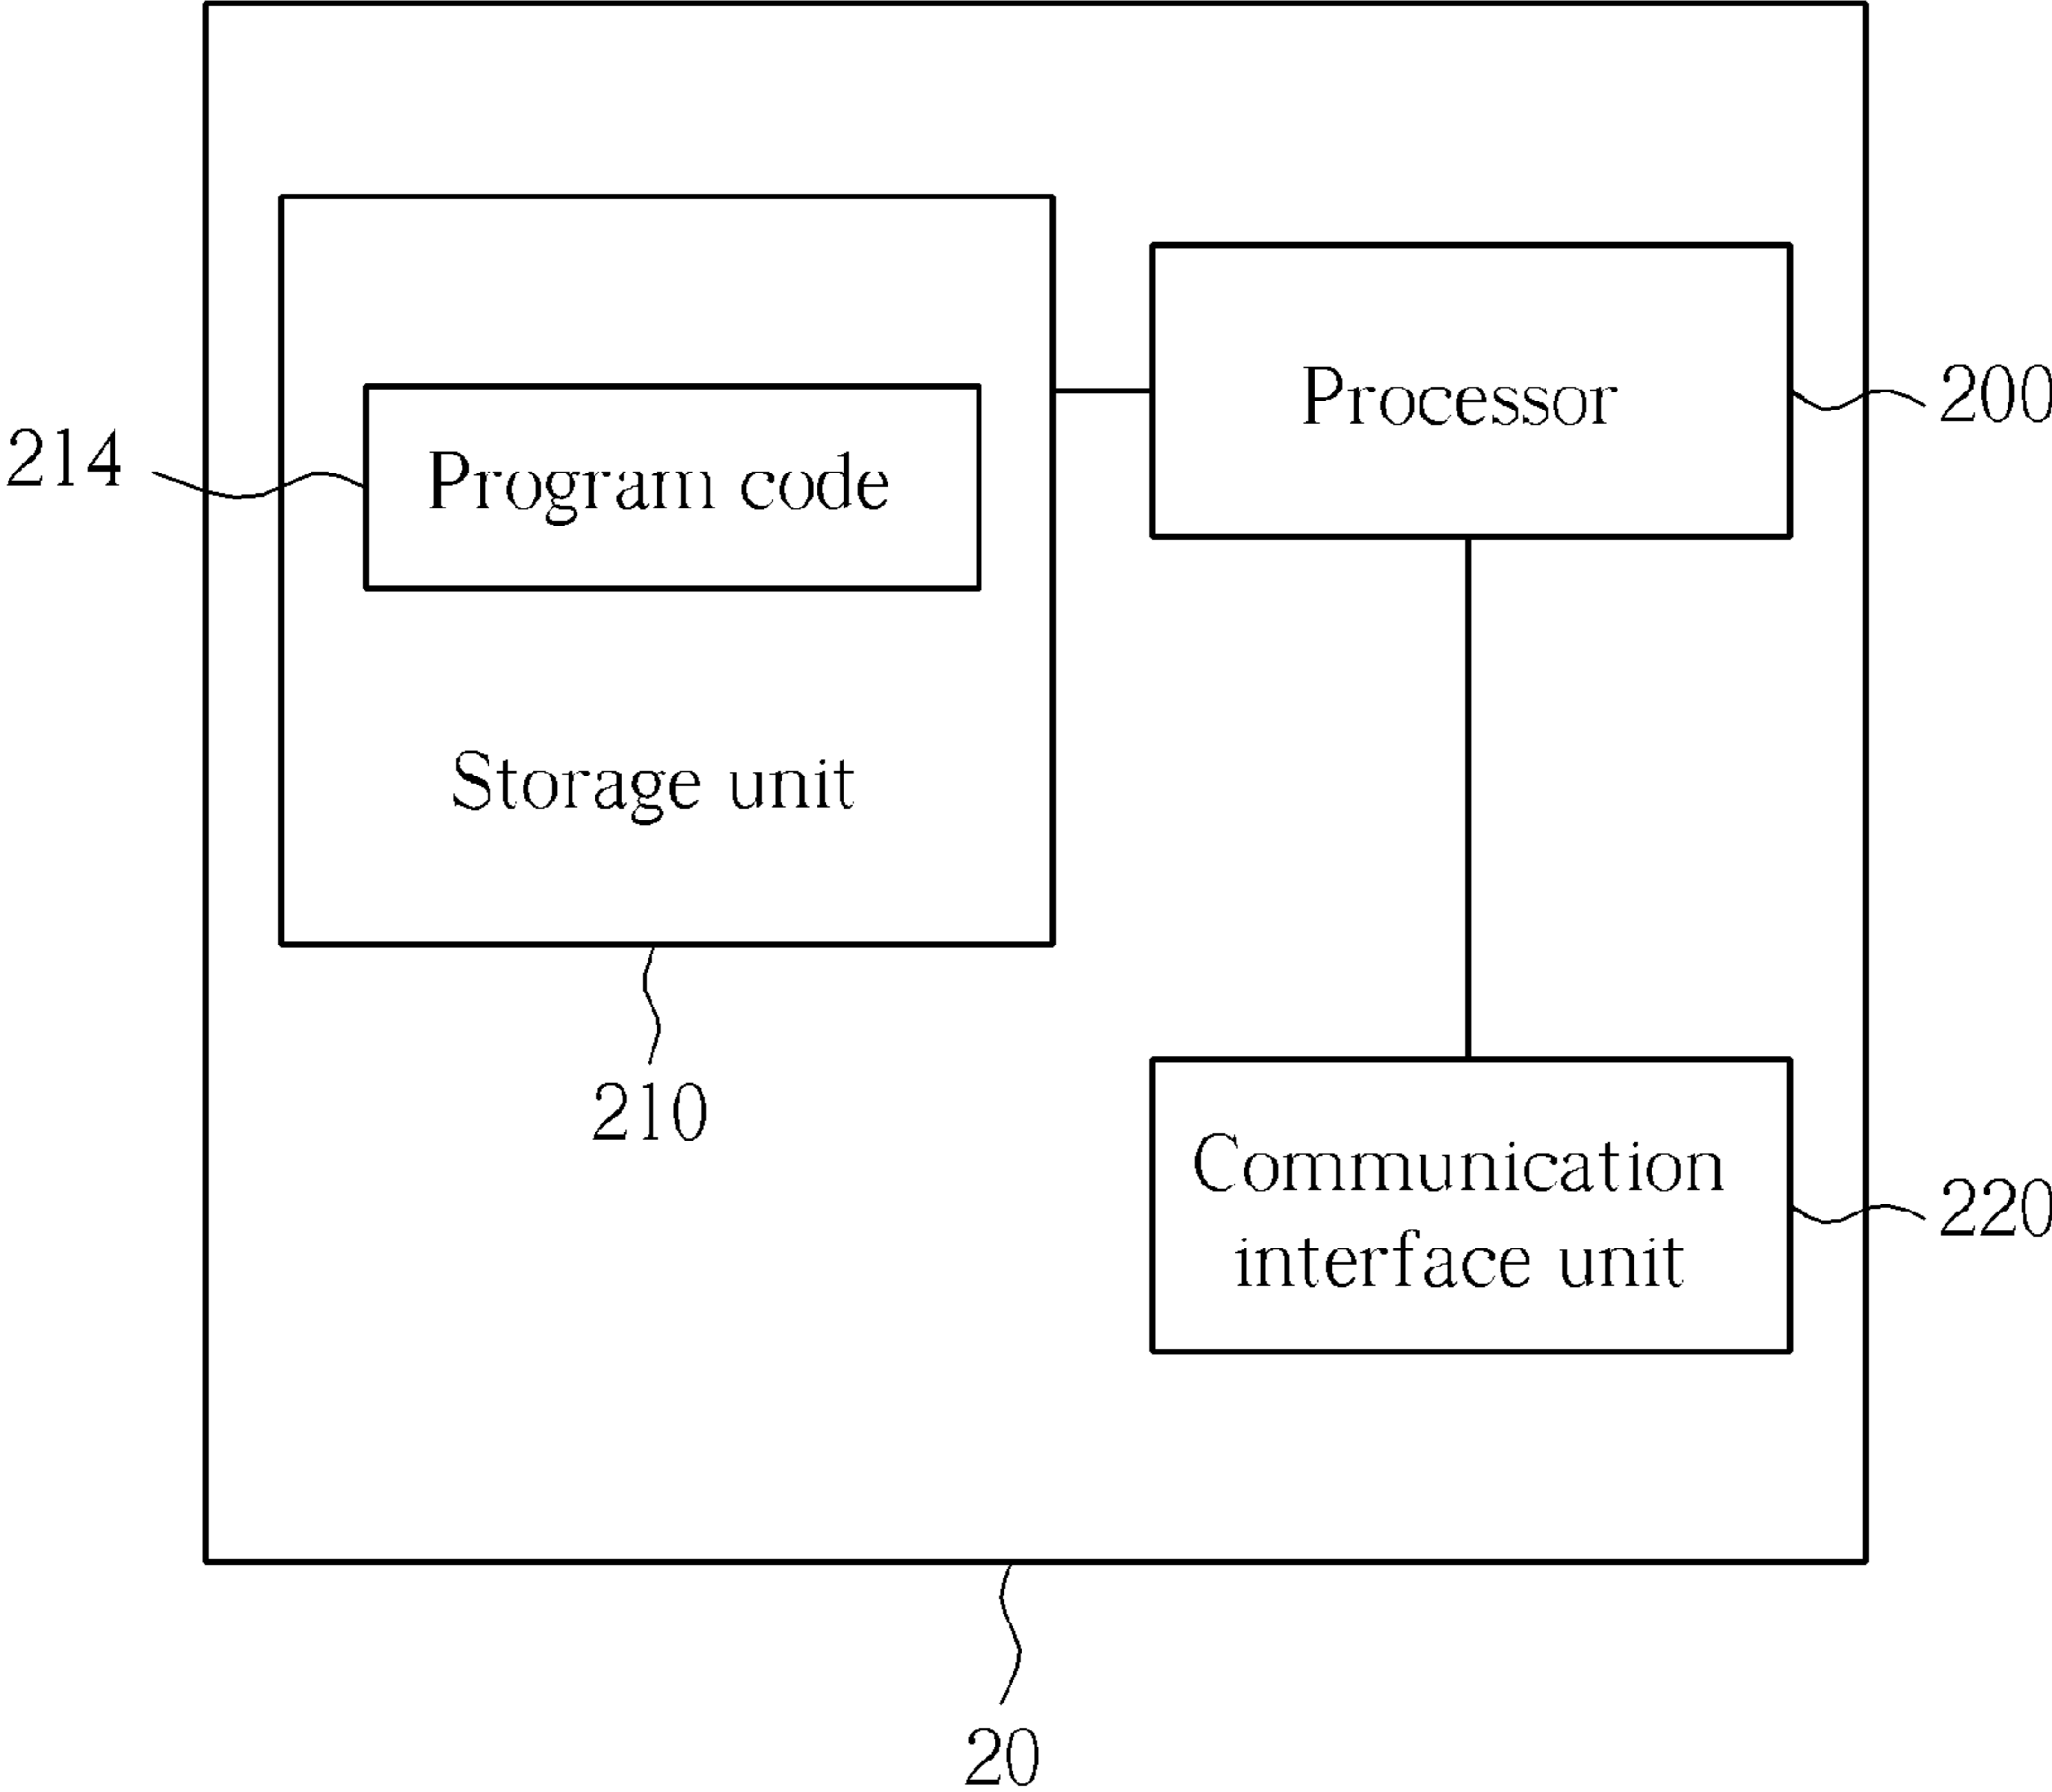 Processor
200
214
Program code
Storage unit
210
Communication
interface unit
220
20